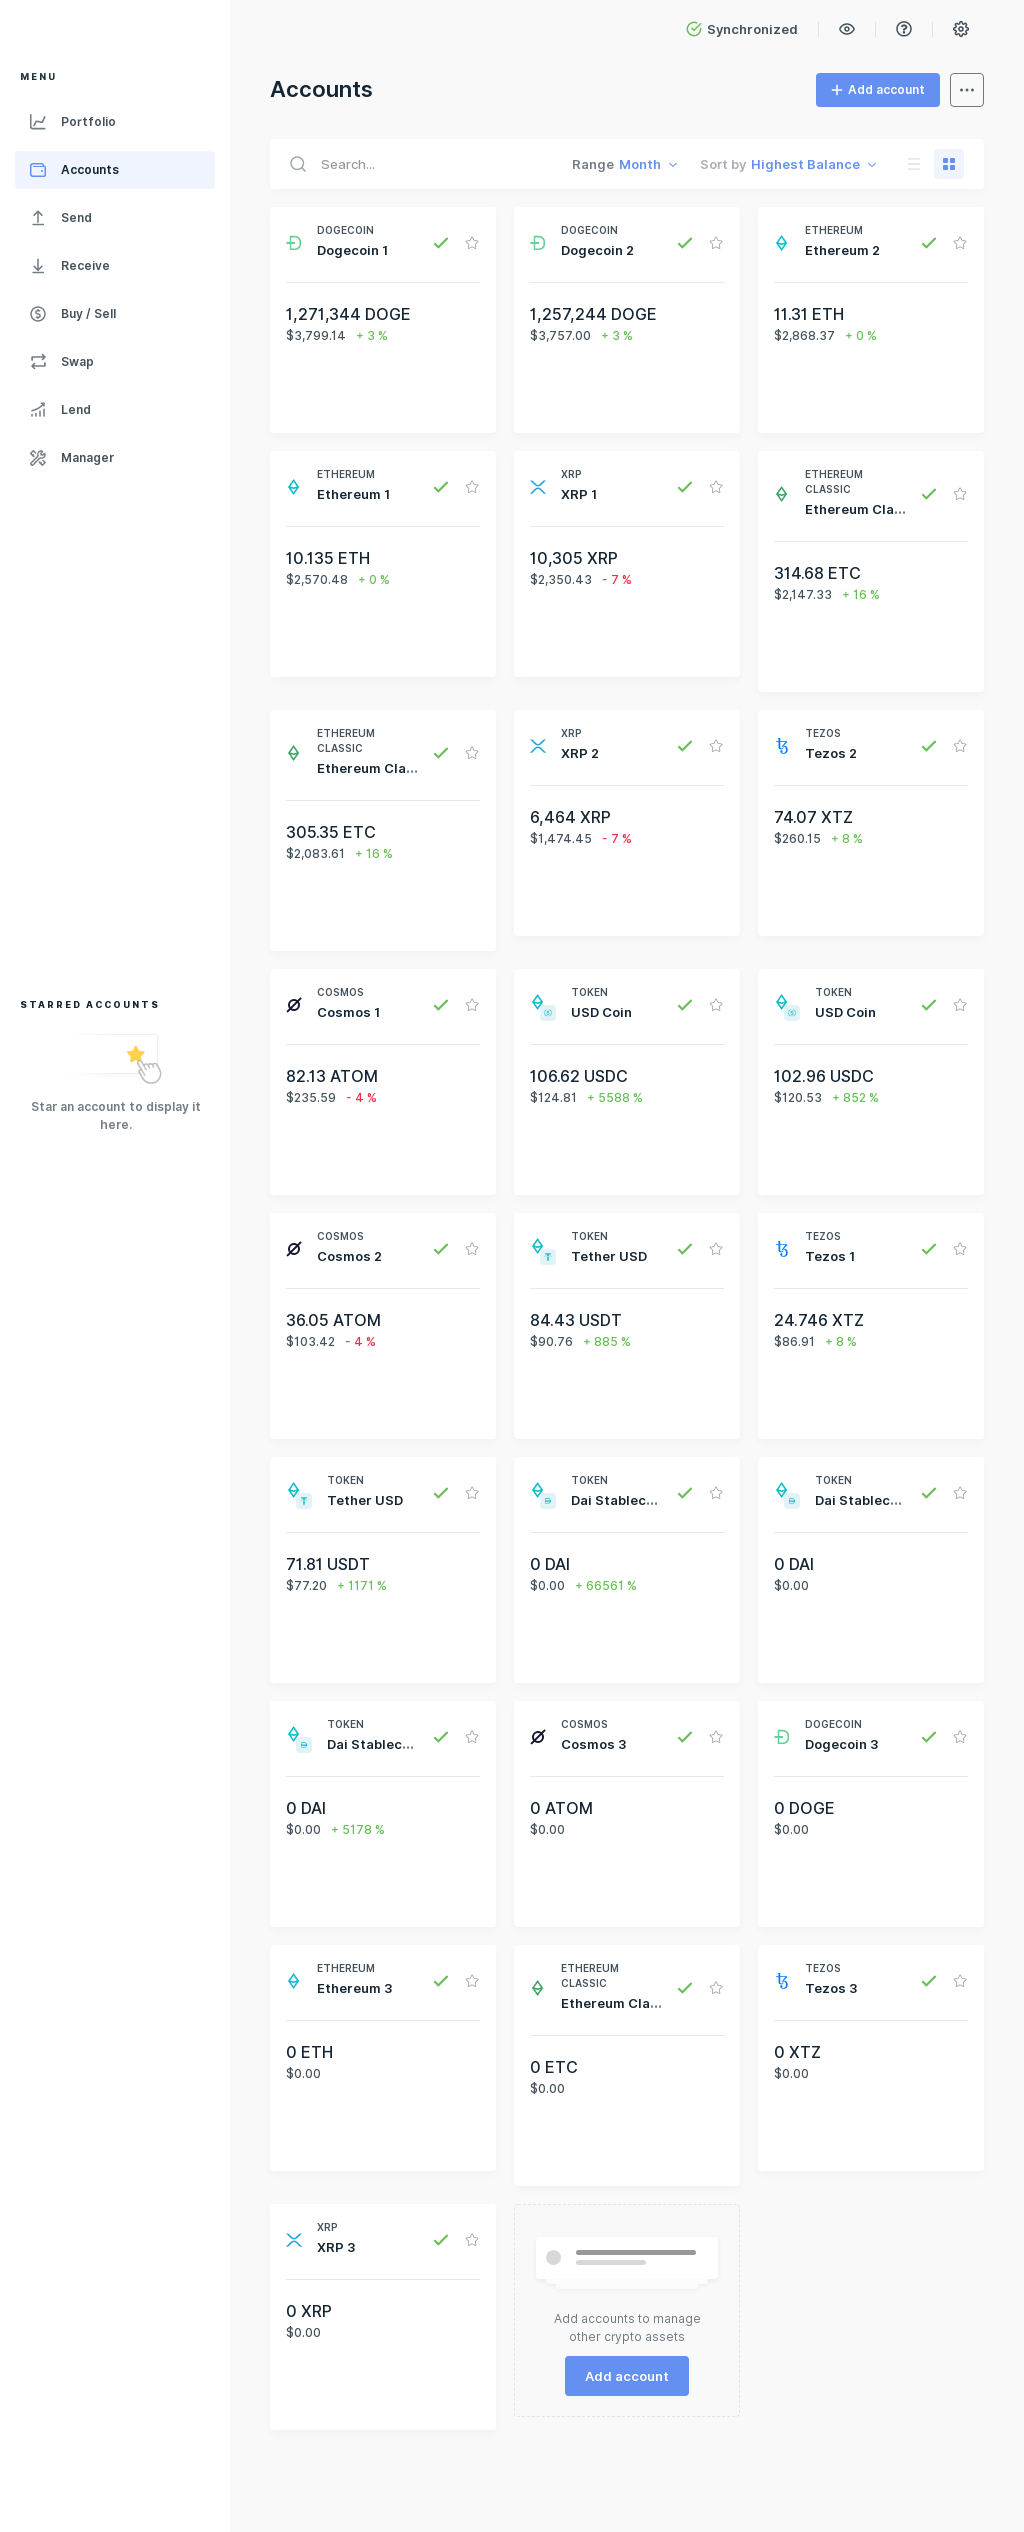 Synchronized
MENU
Portfolio
Accounts
Send
Receive
Buy / Sell
Swap
Lend
Manager
STARRED ACCOUNTS
Star an account to display it
here.
Accounts
Add account
Search...
Range Month
Sort by Highest Balance
DOGECOIN
Dogecoin 1
1,271,344 DOGE
$3,799.14 + 3 %
DOGECOIN
Dogecoin 2
1,257,244 DOGE
$3,757.00 + 3 %
ETHEREUM
Ethereum 2
11.31 ETH
$2,868.37 + 0 %
ETHEREUM
Ethereum 1
10.135 ETH
$2,570.48 + 0 %
XRP
XRP 1
10,305 XRP
$2,350.43 - 7 %
ETHEREUM
CLASSIC
Ethereum Cla...
314.68 ETC
$2,147.33 + 16 %
ETHEREUM
CLASSIC
Ethereum Cla...
305.35 ETC
$2,083.61 + 16 %
XRP
XRP 2
6,464 XRP
$1,474.45 - 7 %
TEZOS
Tezos 2
74.07 XTZ
$260.15 + 8 %
COSMOS
Cosmos 1
82.13 ATOM
$235.59 - 4 %
TOKEN
USD Coin
106.62 USDC
$124.81 + 5588 %
TOKEN
USD Coin
102.96 USDC
$120.53 + 852 %
COSMOS
Cosmos 2
36.05 ATOM
$103.42 - 4 %
TOKEN
Tether USD
84.43 USDT
$90.76 + 885 %
TEZOS
Tezos 1
24.746 XTZ
$86.91 + 8 %
TOKEN
Tether USD
71.81 USDT
$77.20 + 1171 %
TOKEN
Dai Stablec...
0 DAI
$0.00 + 66561 %
TOKEN
Dai Stablec...
0 DAI
$0.00
TOKEN
Dai Stablec...
0 DAI
$0.00 + 5178 %
COSMOS
Cosmos 3
0 ATOM
$0.00
DOGECOIN
Dogecoin 3
0 DOGE
$0.00
ETHEREUM
Ethereum 3
0 ETH
$0.00
ETHEREUM
CLASSIC
Ethereum Cla...
0 ETC
$0.00
TEZOS
Tezos 3
0 XTZ
$0.00
XRP
XRP 3
0 XRP
$0.00
Add accounts to manage
other crypto assets
Add account